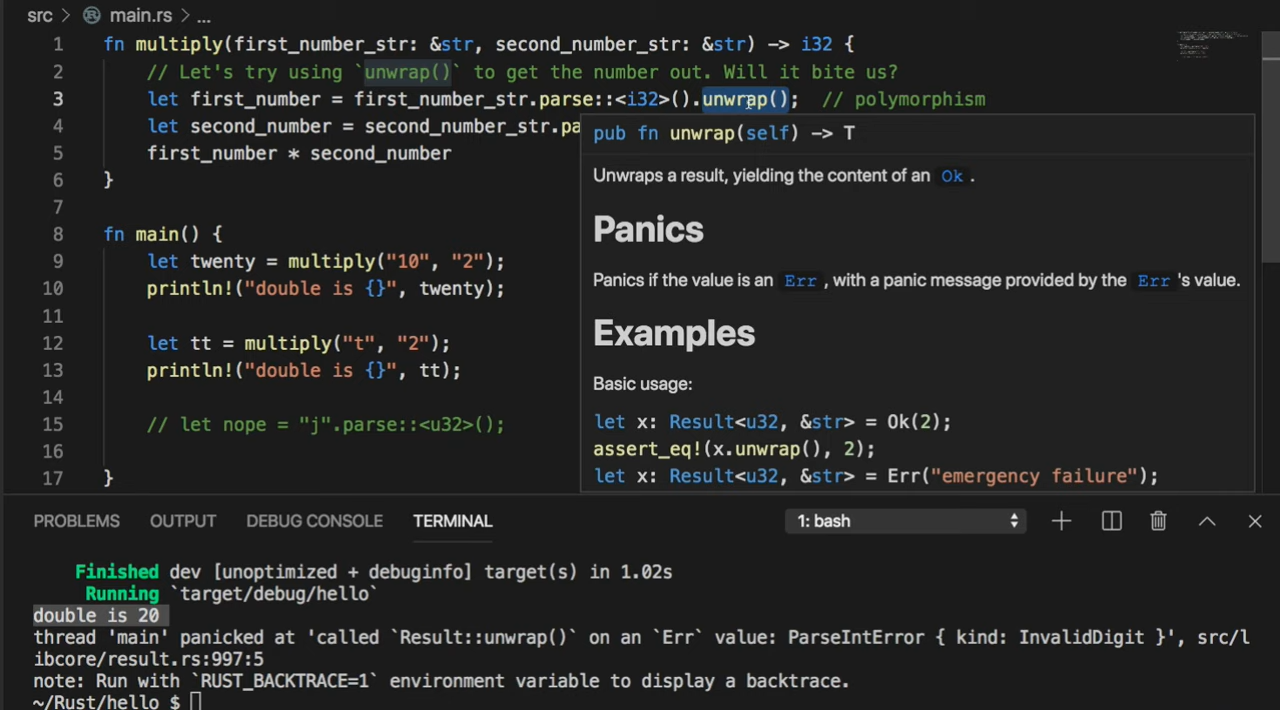 src > main.rs > ...
1 fn multiply(first_number_str: &str, second_number_str: &str) -> i32 {
2 // Let's try using `unwrap()` to get the number out. Will it bite us?
3 let first_number = first_number_str.parse::<i32>().unwrap(); // polymorphism
4 let second_number = second_number_str.pa
5 first_number * second_number
6 }
7
8 fn main() {
9 let twenty = multiply("10", "2");
10 println!("double is {}", twenty);
11
12 let tt = multiply("t", "2");
13 println!("double is {}", tt);
14
15 // let nope = "j".parse::<u32>();
16
17 }
pub fn unwrap(self) -> T
Unwraps a result, yielding the content of an Ok .
Panics
Panics if the value is an Err , with a panic message provided by the Err 's value.
Examples
Basic usage:
let x: Result<u32, &str> = Ok(2);
assert_eq!(x.unwrap(), 2);
let x: Result<u32, &str> = Err("emergency failure");
PROBLEMS OUTPUT DEBUG CONSOLE TERMINAL 1: bash
Finished dev [unoptimized + debuginfo] target(s) in 1.02s
Running `target/debug/hello`
double is 20
thread 'main' panicked at 'called `Result::unwrap()` on an `Err` value: ParseIntError { kind: InvalidDigit }', src/l
ibcore/result.rs:997:5
note: Run with `RUST_BACKTRACE=1` environment variable to display a backtrace.
~/Rust/hello $